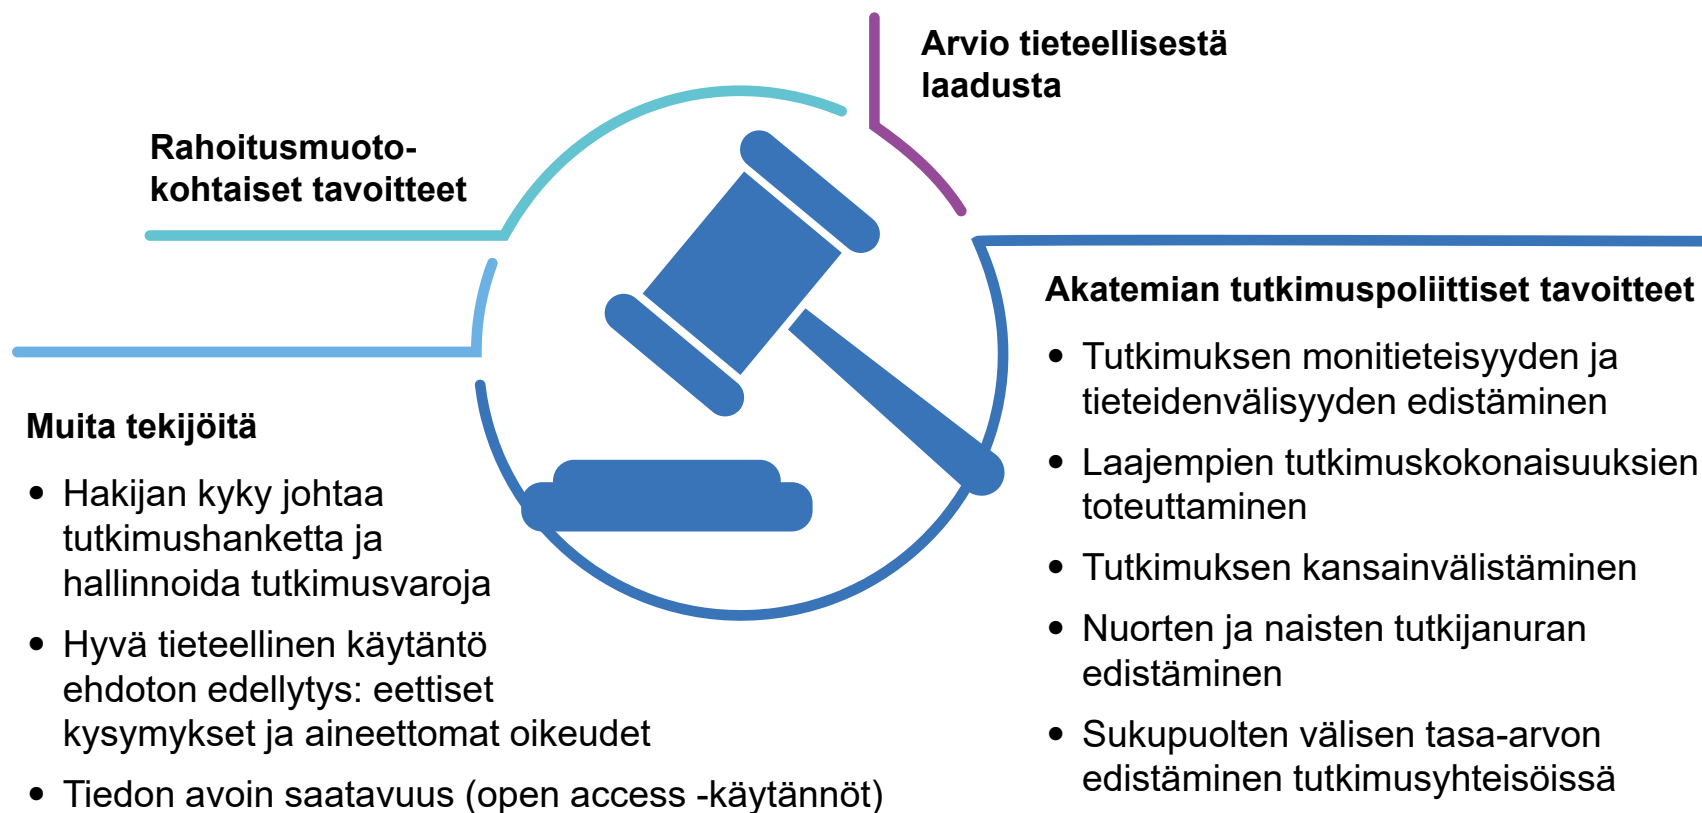 Arvio tieteellisestä
laadusta
Rahoitusmuoto-
kohtaiset tavoitteet
Akatemian tutkimuspoliittiset tavoitteet
• Tutkimuksen monitieteisyyden ja
tieteidenvälisyyden edistäminen
• Laajempien tutkimuskokonaisuuksien
toteuttaminen
• Tutkimuksen kansainvälistäminen
• Nuorten ja naisten tutkijanuran
edistäminen
• Sukupuolten välisen tasa-arvon
edistäminen tutkimusyhteisöissä
Muita tekijöitä
• Hakijan kyky johtaa
tutkimushanketta ja
hallinnoida tutkimusvaroja
• Hyvä tieteellinen käytäntö
ehdoton edellytys: eettiset
kysymykset ja aineettomat oikeudet
• Tiedon avoin saatavuus (open access -käytännöt)